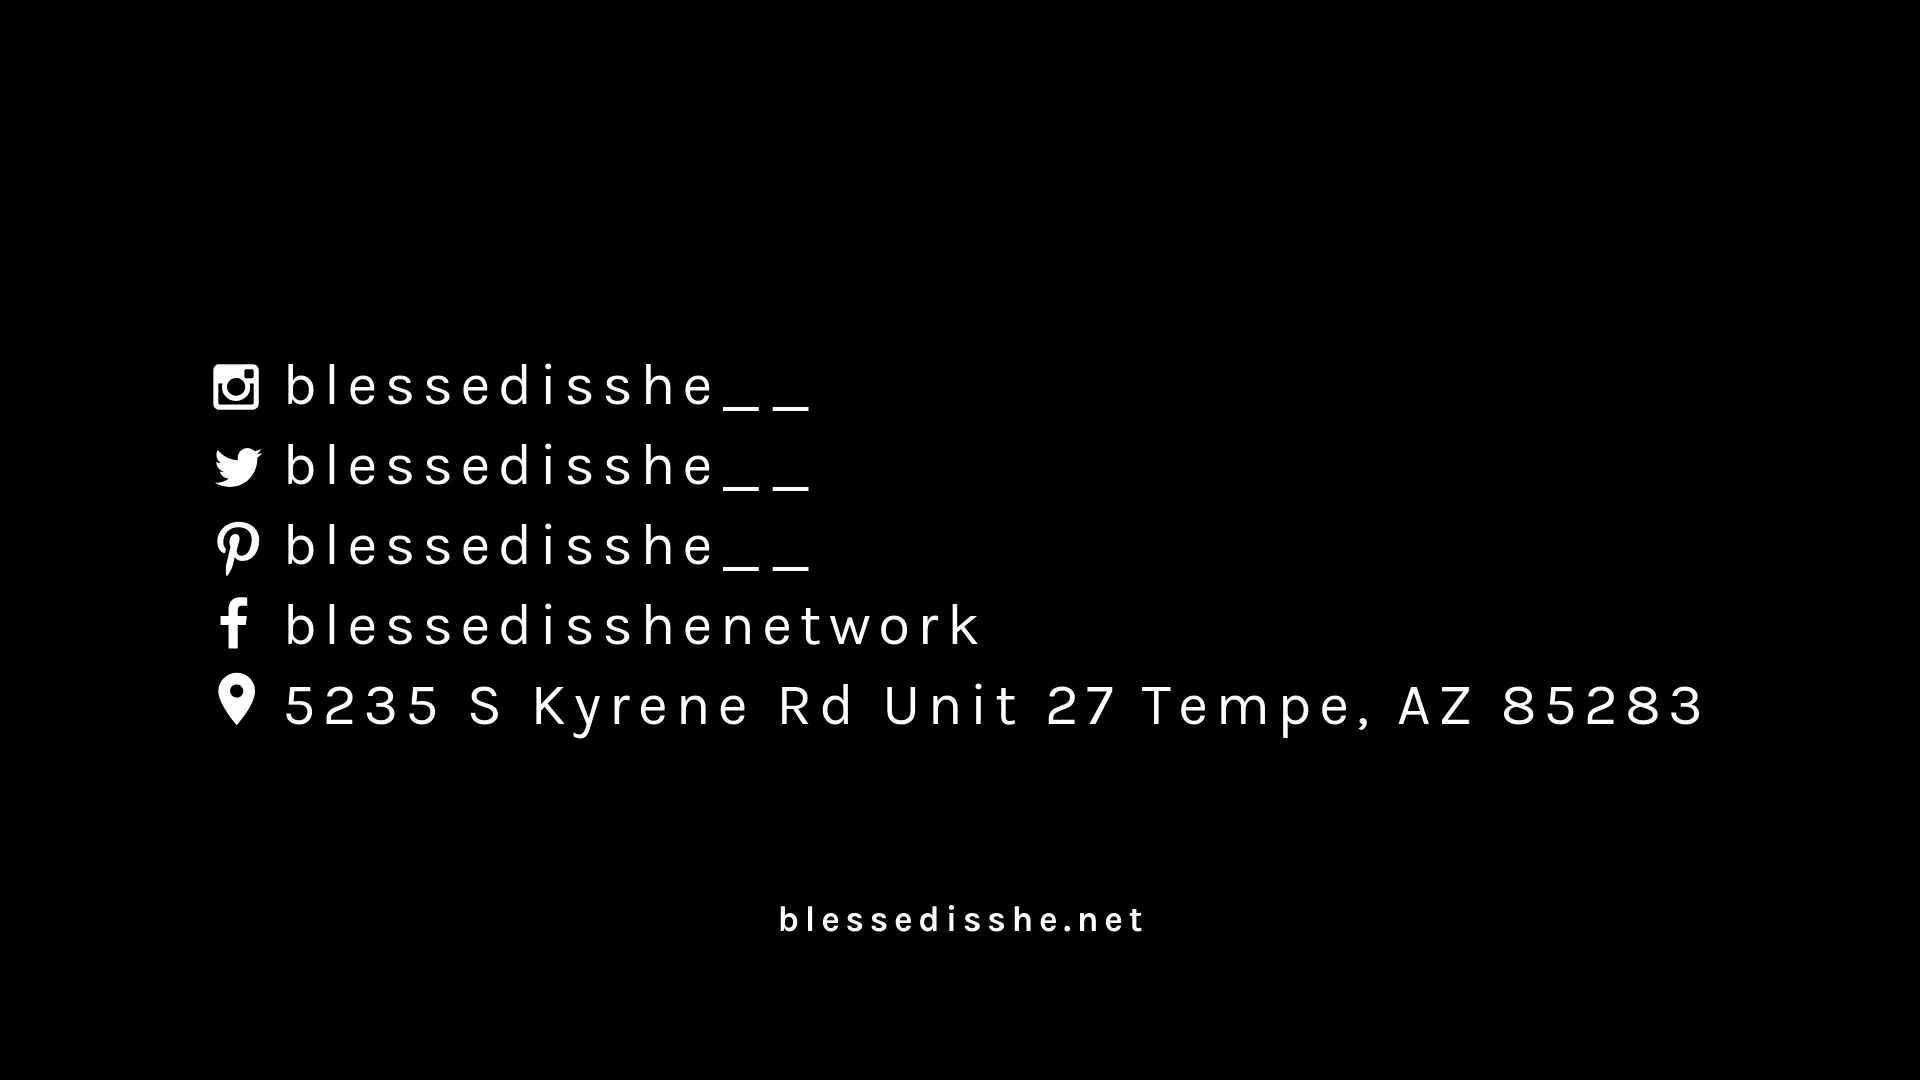 blessedisshe__
blessedisshe__
blessedisshe__
blessedisshenetwork
5235 S Kyrene Rd Unit 27 Tempe, AZ 85283
blessedisshe.net